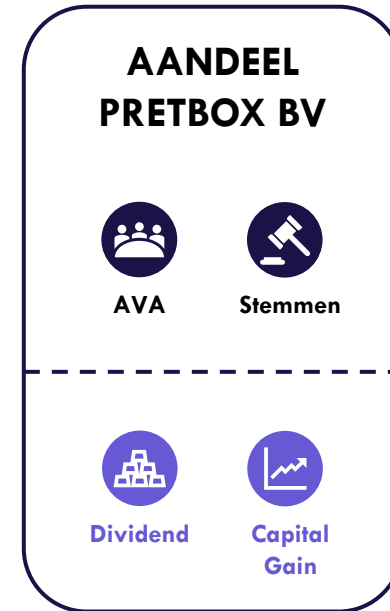 AANDEEL
PRETBOX BV
AVA
Stemmen
Dividend
Capital
Gain